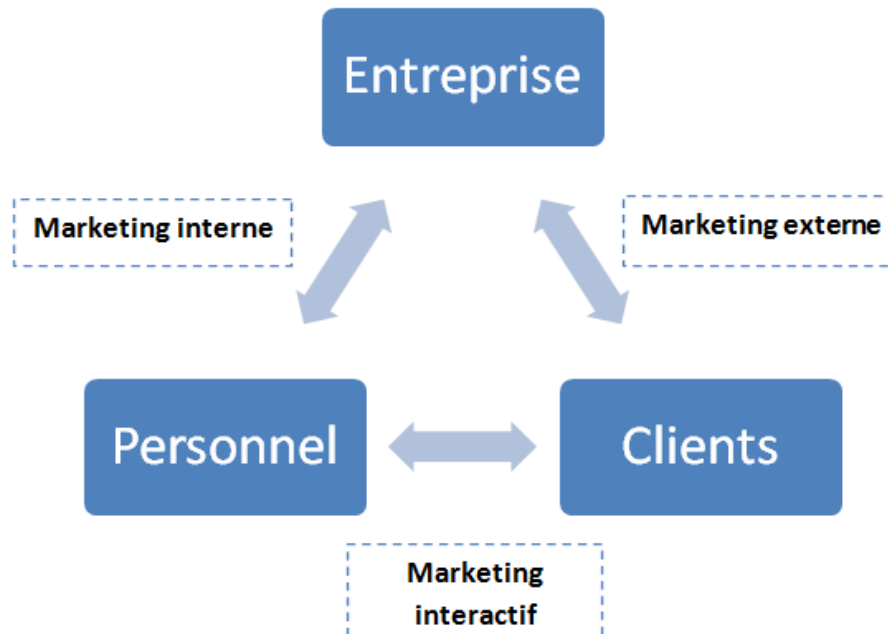 Entreprise
Marketing interne
Marketing externe
Personnel
Clients
Marketing
interactif